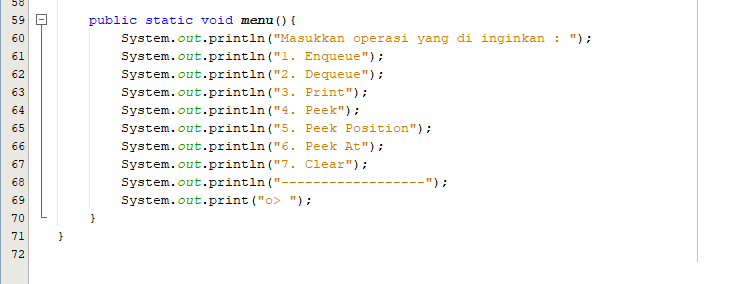 58
59 public static void menu(){
60 System.out.println("Masukkan operasi yang di inginkan : ");
61 System.out.println("1. Enqueue");
62 System.out.println("2. Dequeue");
63 System.out.println("3. Print");
64 System.out.println("4. Peek");
65 System.out.println("5. Peek Position");
66 System.out.println("6. Peek At");
67 System.out.println("7. Clear");
68 System.out.println("------------------");
69 System.out.print("o> ");
70 }
71 }
72